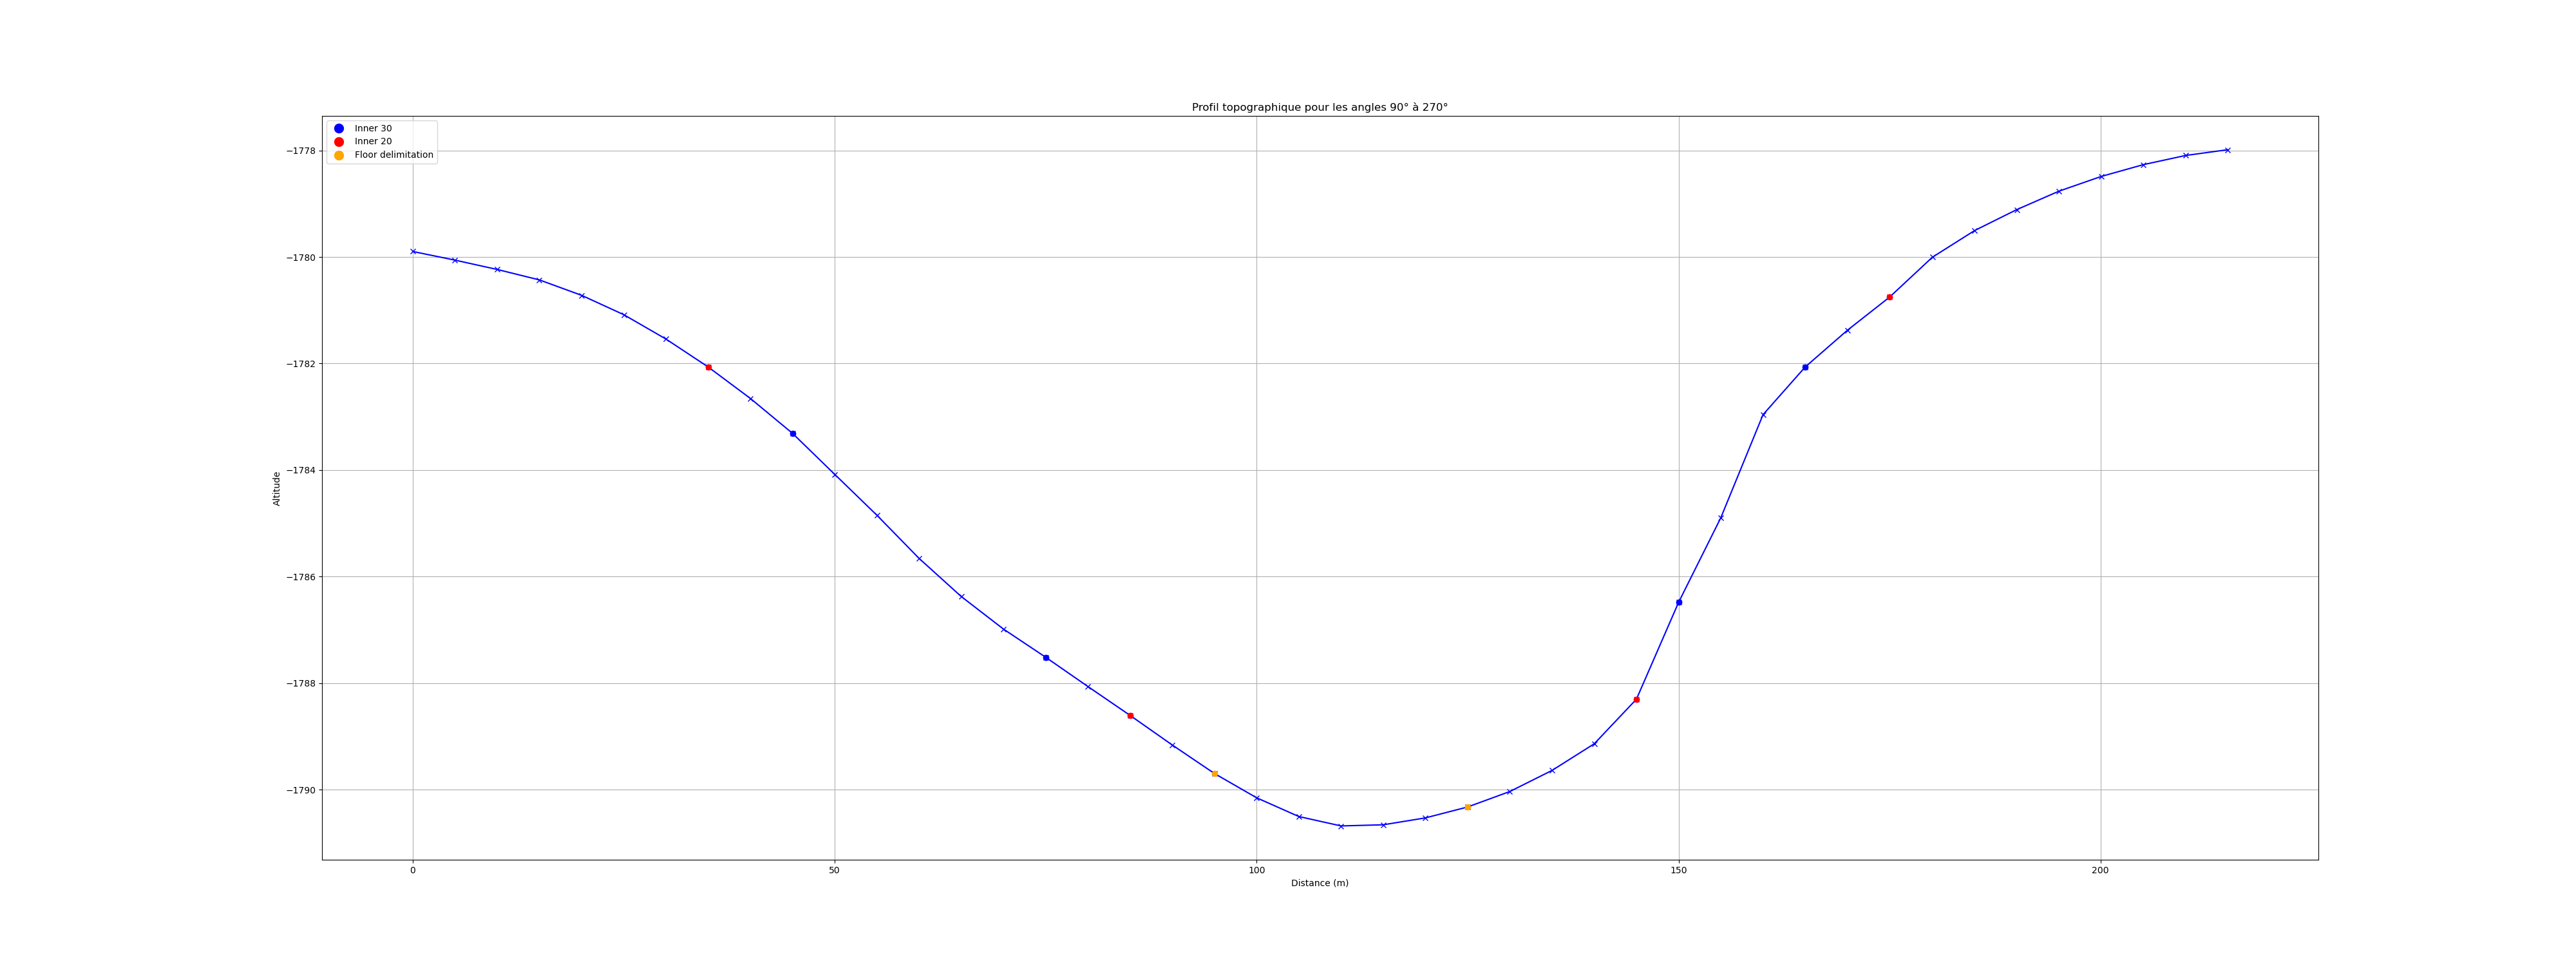 Profil topographique pour les angles 90° à 270°
Inner 30
Inner 20
Floor delimitation
−1778
−1780
−1782
−1784
−1786
−1788
−1790
Altitude
0
50
100
150
200
Distance (m)